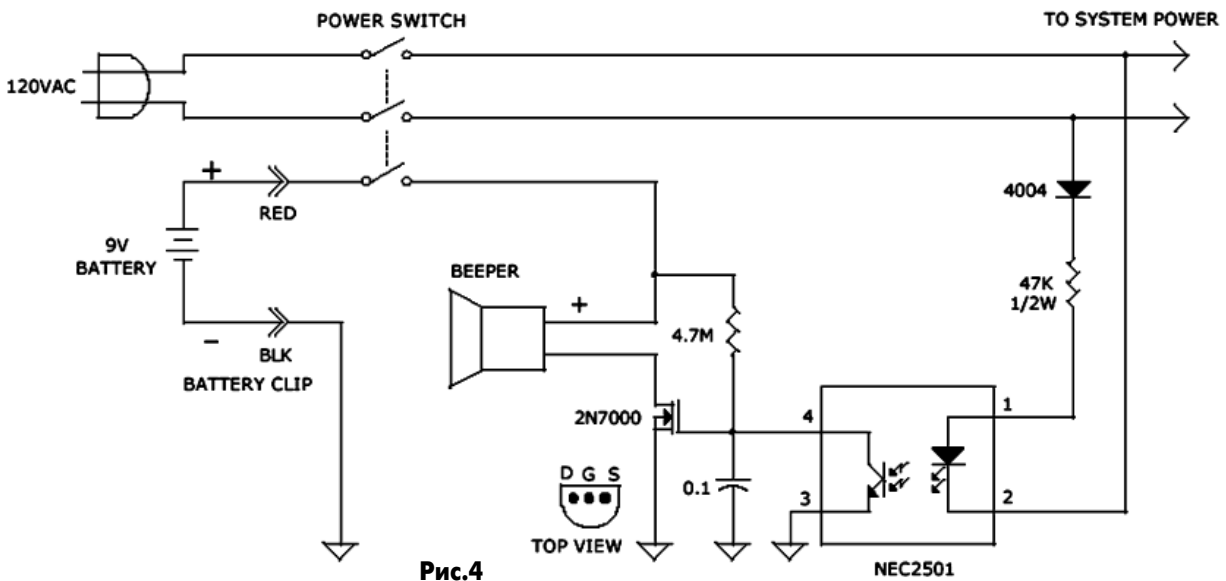 POWER SWITCH
TO SYSTEM POWER
120VAC
+
RED
9V
BATTERY
-
BLK
BATTERY CLIP
BEEPER
+
4.7M
4004
47K
1/2W
2N7000
4
1
3
2
0.1
D G S
TOP VIEW
NEC2501
Рис.4